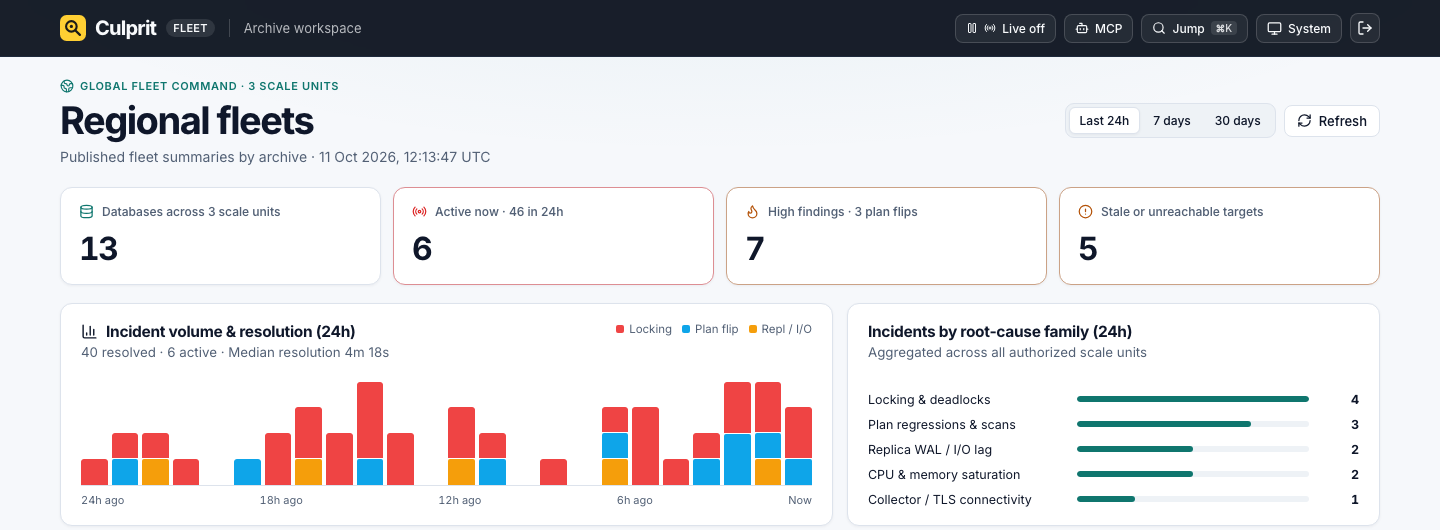 Culprit FLEET Archive workspace Live off MCP Jump ⌘K System
GLOBAL FLEET COMMAND · 3 SCALE UNITS
Regional fleets
Last 24h 7 days 30 days Refresh
Published fleet summaries by archive · 11 Oct 2026, 12:13:47 UTC
Databases across 3 scale units
13
Active now · 46 in 24h
6
High findings · 3 plan flips
7
Stale or unreachable targets
5
Incident volume & resolution (24h)
Locking Plan flip Repl / I/O
40 resolved · 6 active · Median resolution 4m 18s
24h ago 18h ago 12h ago 6h ago Now
Incidents by root-cause family (24h)
Aggregated across all authorized scale units
Locking & deadlocks 4
Plan regressions & scans 3
Replica WAL / I/O lag 2
CPU & memory saturation 2
Collector / TLS connectivity 1